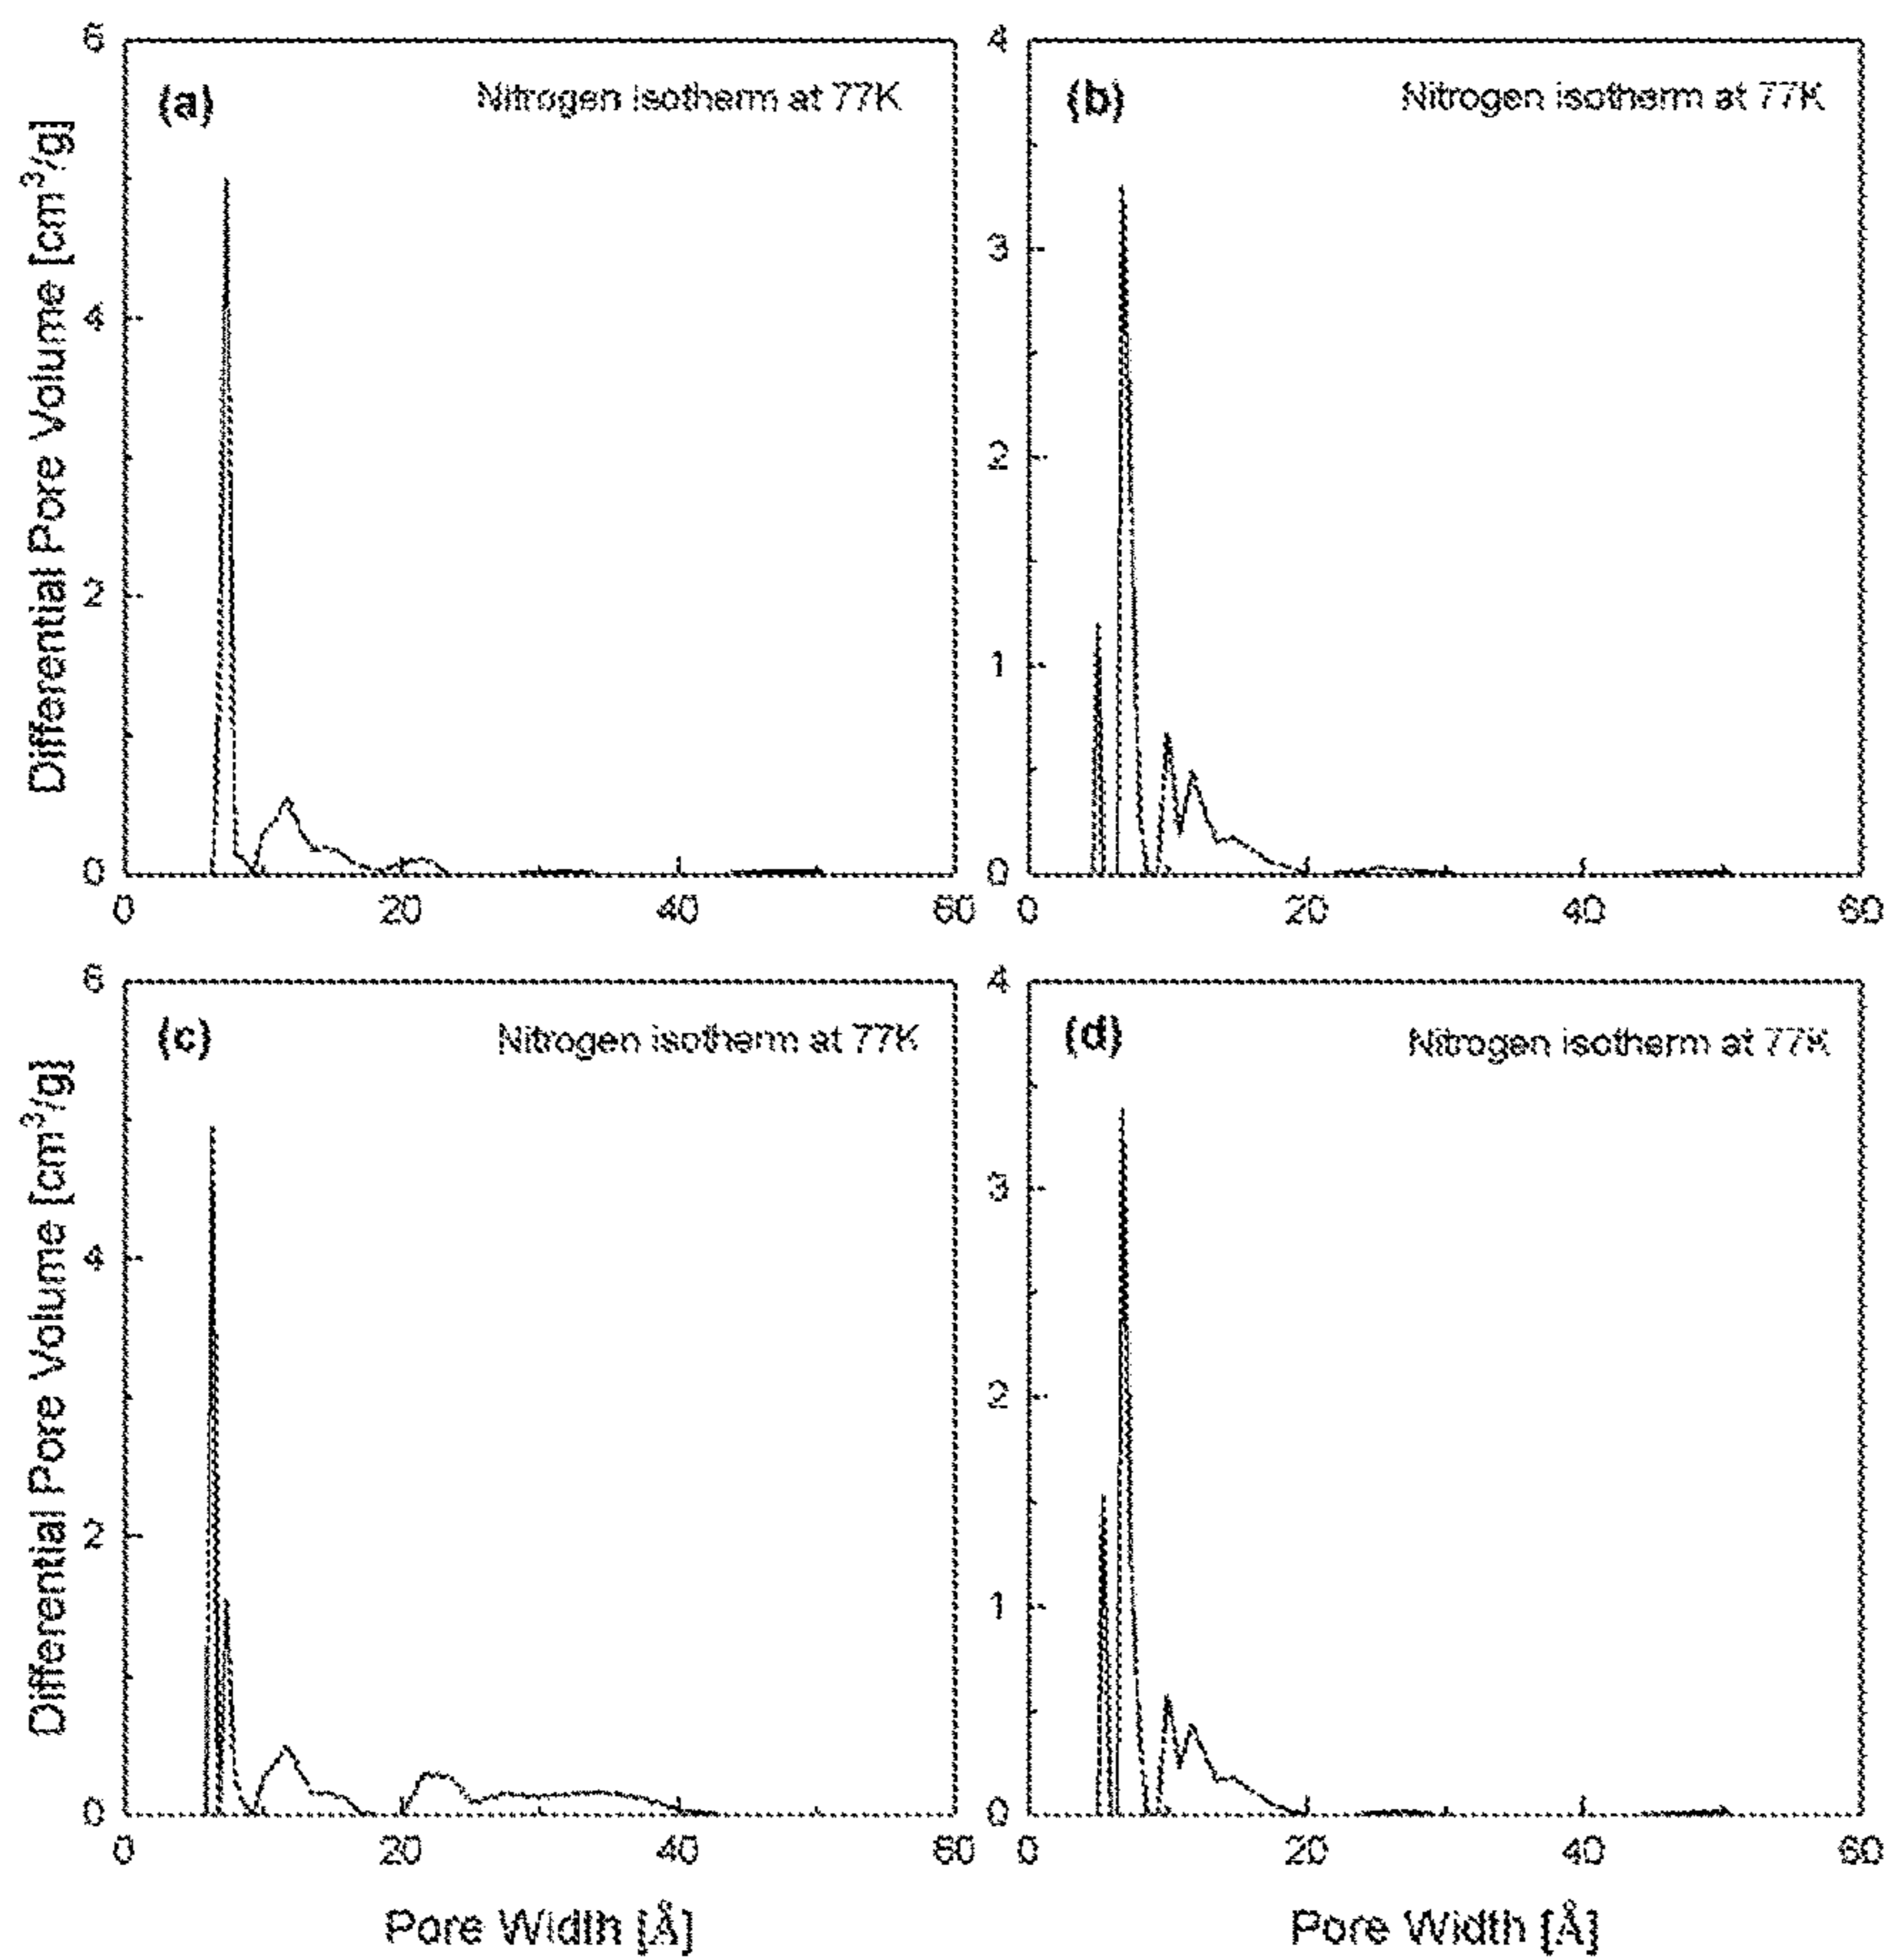 6
4
2
0
(a)
Nitrogen isotherm at 77K
Differential Pore Volume [cm³/g]
0 20 40 60
4
3
2
1
0
(b)
Nitrogen isotherm at 77K
0 20 40 60
6
4
2
0
(c)
Nitrogen isotherm at 77K
Differential Pore Volume [cm³/g]
0 20 40 60
Pore Width [Å]
4
3
2
1
0
(d)
Nitrogen isotherm at 77K
0 20 40 60
Pore Width [Å]